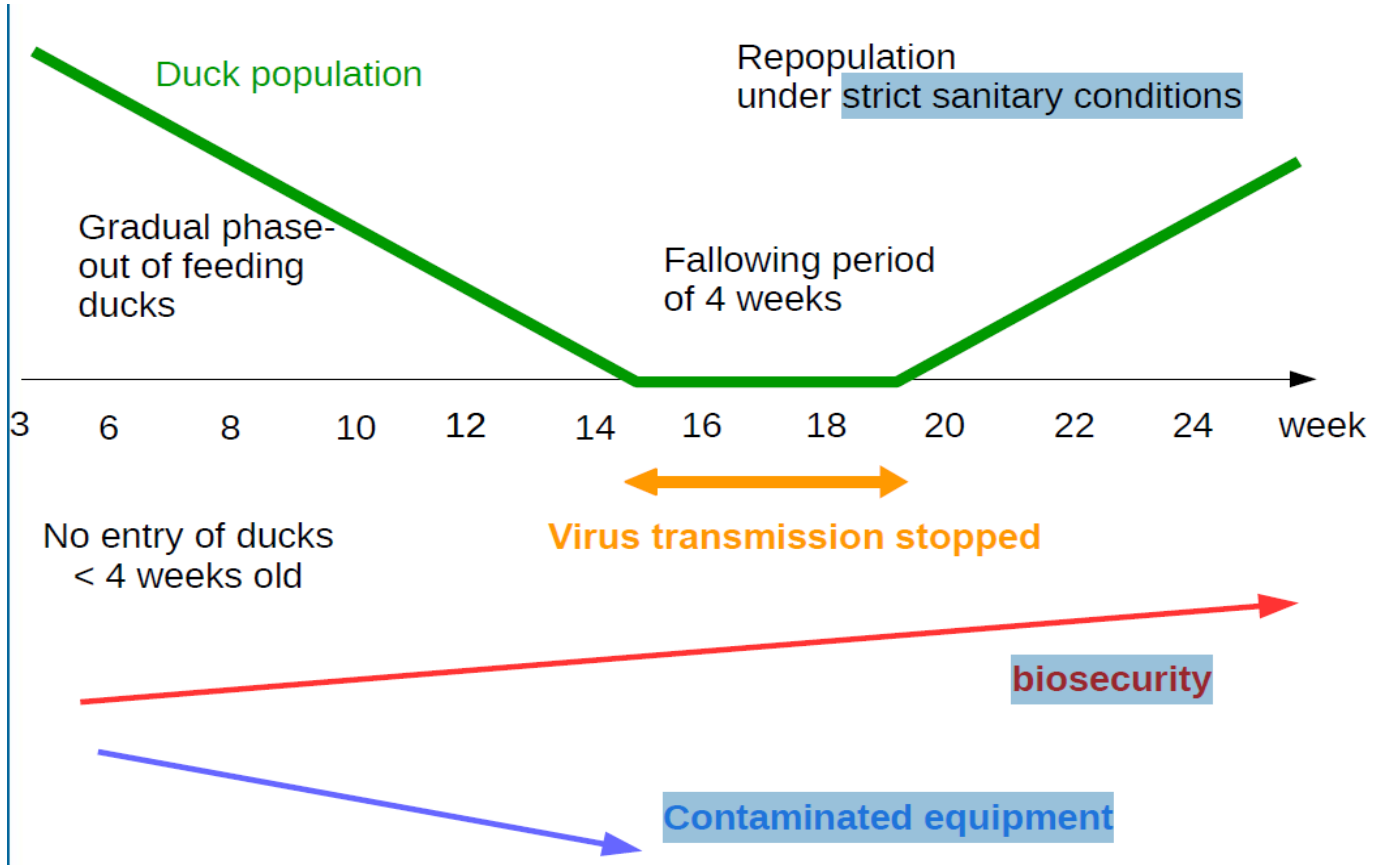 Duck population
Repopulation
under strict sanitary conditions
Gradual phase-
out of feeding
ducks
Fallowing period
of 4 weeks
3 6 8 10 12 14 16 18 20 22 24 week
No entry of ducks
< 4 weeks old
Virus transmission stopped
biosecurity
Contaminated equipment